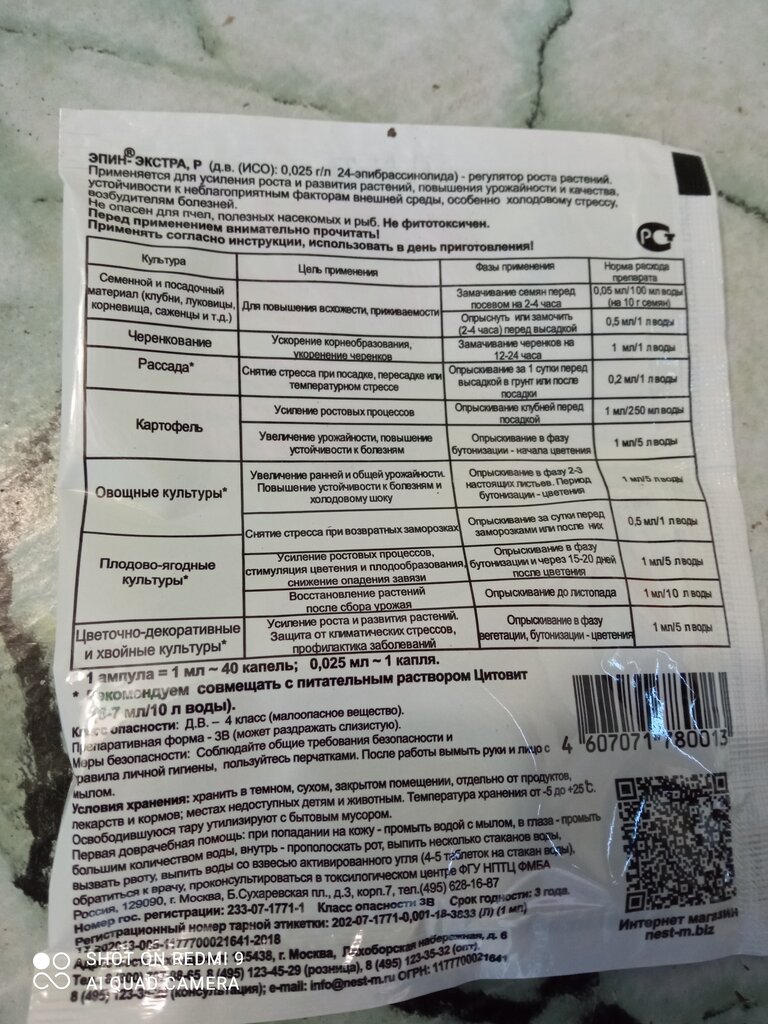 ЭПИН®-ЭКСТРА, Р (д.в. (ИСО): 0,025 г/л 24-эпибрассинолида) - регулятор роста растений.
Применяется для усиления роста и развития растений, повышения урожайности и качества,
устойчивости к неблагоприятным факторам внешней среды, особенно холодовому стрессу,
возбудителям болезней.
Не опасен для пчел, полезных насекомых и рыб. Не фитотоксичен.
Перед применением внимательно прочитать!
Применять согласно инструкции, использовать в день приготовления!
РСТ
Культура
Цель применения
Фазы применения
Норма расхода
препарата
Семенной и посадочный
материал (клубни, луковицы,
корневища, саженцы и т.д.)
Для повышения всхожести, приживаемости
Замачивание семян перед
посевом на 2-4 часа
0,05 мл/100 мл воды
(на 10 г семян)
Опрыснуть или замочить
(2-4 часа) перед высадкой
0,5 мл/1 л воды
Черенкование
Ускорение корнеобразования,
укоренение черенков
Замачивание черенков на
12-24 часа
1 мл/1 л воды
Рассада*
Снятие стресса при посадке, пересадке или
температурном стрессе
Опрыскивание за 1 сутки перед
высадкой в грунт или после
посадки
0,2 мл/1 л воды
Картофель
Усиление ростовых процессов
Опрыскивание клубней перед
посадкой
1 мл/250 мл воды
Увеличение урожайности, повышение
устойчивости к болезням
Опрыскивание в фазу
бутонизации - начала цветения
1 мл/5 л воды
Овощные культуры*
Увеличение ранней и общей урожайности.
Повышение устойчивости к болезням и
холодовому шоку
Опрыскивание в фазу 2-3
настоящих листьев. Период
бутонизации - цветения
1 мл/5 л воды
Снятие стресса при возвратных заморозках
Опрыскивание за сутки перед
заморозками или после них
0,5 мл/1 л воды
Плодово-ягодные
культуры*
Усиление ростовых процессов,
стимуляция цветения и плодообразования,
снижение опадения завязи
Опрыскивание в фазу
бутонизации и через 15-20 дней
после цветения
1 мл/5 л воды
Восстановление растений
после сбора урожая
Опрыскивание до листопада
1 мл/10 л воды
Цветочно-декоративные
и хвойные культуры*
Усиление роста и развития растений.
Защита от климатических стрессов,
профилактика заболеваний
Опрыскивание в фазу
вегетации, бутонизации - цветения
1 мл/5 л воды
1 ампула = 1 мл ~ 40 капель; 0,025 мл ~ 1 капля.
* Рекомендуем совмещать с питательным раствором Цитовит
-7 мл/10 л воды).
Класс опасности: Д.В. – 4 класс (малоопасное вещество).
Препаративная форма - 3В (может раздражать слизистую).
Меры безопасности: Соблюдайте общие требования безопасности и
правила личной гигиены, пользуйтесь перчатками. После работы вымыть руки и лицо с
мылом.
4 607071 780013
Условия хранения: хранить в темном, сухом, закрытом помещении, отдельно от продуктов,
лекарств и кормов; местах недоступных детям и животным. Температура хранения от -5 до +25°C.
Освободившуюся тару утилизируют с бытовым мусором.
Первая доврачебная помощь: при попадании на кожу - промыть водой с мылом, в глаза - промыть
большим количеством воды, внутрь - прополоскать рот, выпить несколько стаканов воды,
вызвать рвоту, выпить воды со взвесью активированного угля (4-5 таблеток на стакан воды),
обратиться к врачу, проконсультироваться в токсилогическом центре ФГУ НПТЦ ФМБА
России, 129090, г. Москва, Б.Сухаревская пл., д.3, корп.7, тел.(495) 628-16-87
Номер гос. регистрации: 233-07-1771-1 Класс опасности 3В Срок годности: 3 года.
Регистрационный номер тарной этикетки: 202-07-1771-0,001-18-3833 (Л) (1 мл)
-1177700021641-2018
г. Москва, Лихоборская набережная, д. 6
8 (495) 123-45-29 (розница), 8 (495) 123-35-32 (опт),
(консультация); e-mail: info@nest-m.ru ОГРН: 1177700021641
Интернет магазин
nest-m.biz
SHOT ON REDMI 9
AI QUAD CAMERA